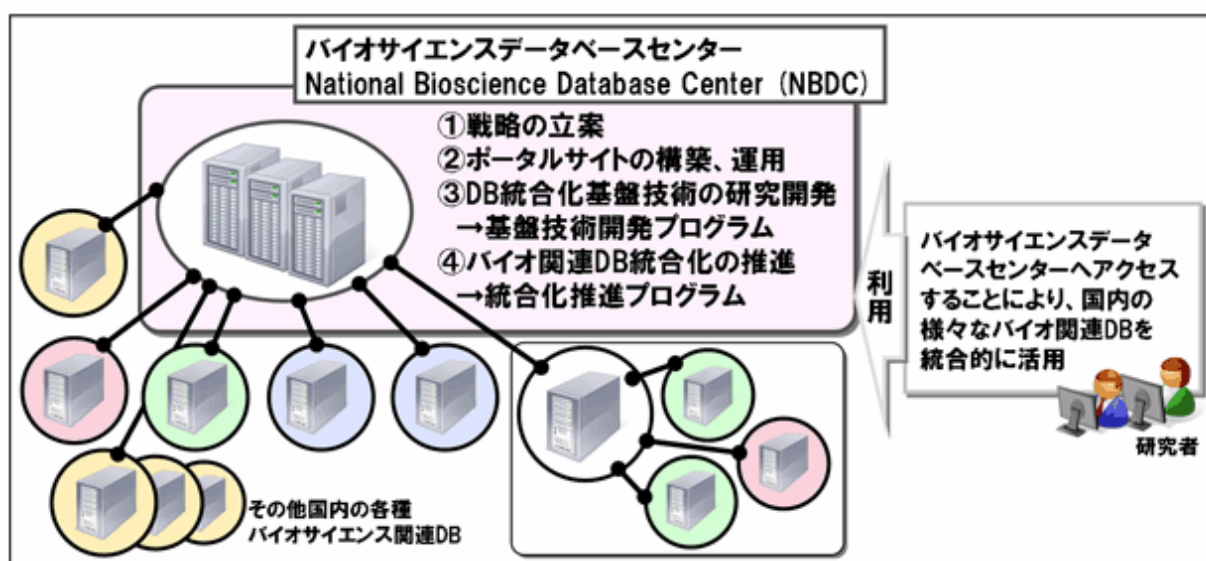 バイオサイエンスデータベースセンター
National Bioscience Database Center (NBDC)
①戦略の立案
②ポータルサイトの構築、運用
③DB統合化基盤技術の研究開発
→基盤技術開発プログラム
④バイオ関連DB統合化の推進
→統合化推進プログラム
利用
バイオサイエンスデータ
ベースセンターへアクセス
することにより、国内の
様々なバイオ関連DBを
統合的に活用
研究者
その他国内の各種
バイオサイエンス関連DB